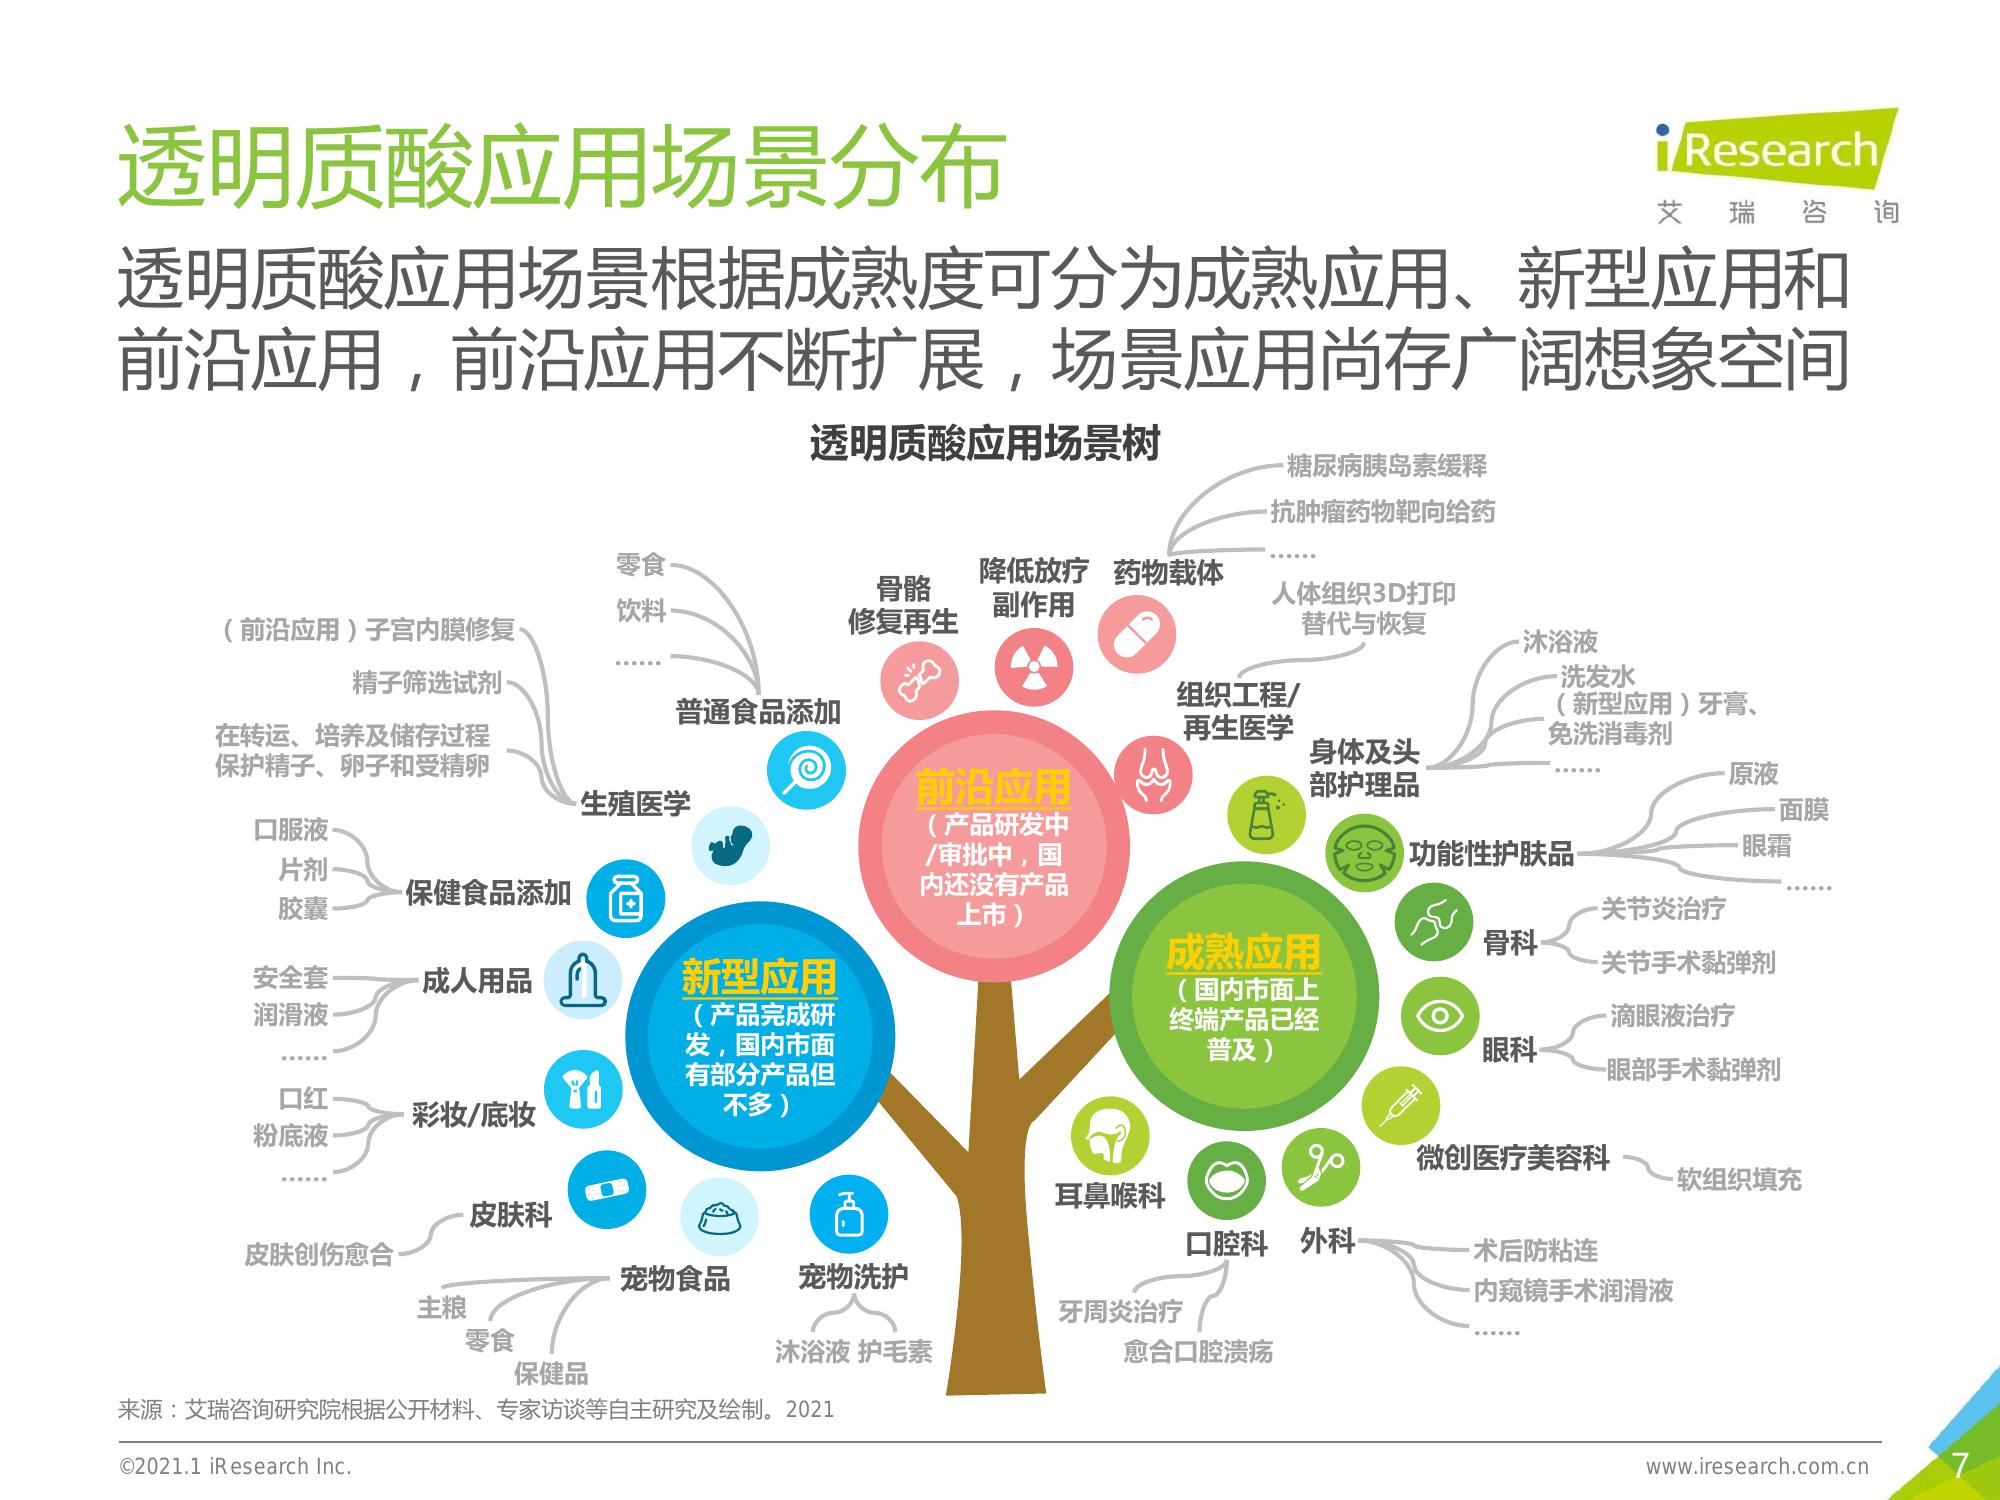 透明质酸应用场景分布
iResearch
艾瑞咨询
透明质酸应用场景根据成熟度可分为成熟应用、新型应用和
前沿应用，前沿应用不断扩展，场景应用尚存广阔想象空间
透明质酸应用场景树
糖尿病胰岛素缓释
抗肿瘤药物靶向给药
......
药物载体
降低放疗
副作用
骨骼
修复再生
人体组织3D打印
替代与恢复
组织工程/
再生医学
前沿应用
（产品研发中
/审批中，国
内还没有产品
上市）
零食
饮料
......
普通食品添加
（前沿应用）子宫内膜修复
精子筛选试剂
在转运、培养及储存过程
保护精子、卵子和受精卵
生殖医学
口服液
片剂
胶囊
保健食品添加
安全套
润滑液
......
成人用品
口红
粉底液
......
彩妆/底妆
皮肤科
皮肤创伤愈合
宠物食品
主粮
零食
保健品
宠物洗护
沐浴液 护毛素
新型应用
（产品完成研
发，国内市面
有部分产品但
不多）
沐浴液
洗发水
（新型应用）牙膏、
免洗消毒剂
......
身体及头
部护理品
原液
面膜
眼霜
......
功能性护肤品
成熟应用
（国内市面上
终端产品已经
普及）
骨科
关节炎治疗
关节手术黏弹剂
眼科
滴眼液治疗
眼部手术黏弹剂
微创医疗美容科
软组织填充
耳鼻喉科
口腔科
牙周炎治疗
愈合口腔溃疡
外科
术后防粘连
内窥镜手术润滑液
......
来源：艾瑞咨询研究院根据公开材料、专家访谈等自主研究及绘制。2021
©2021.1 iResearch Inc.
www.iresearch.com.cn
7